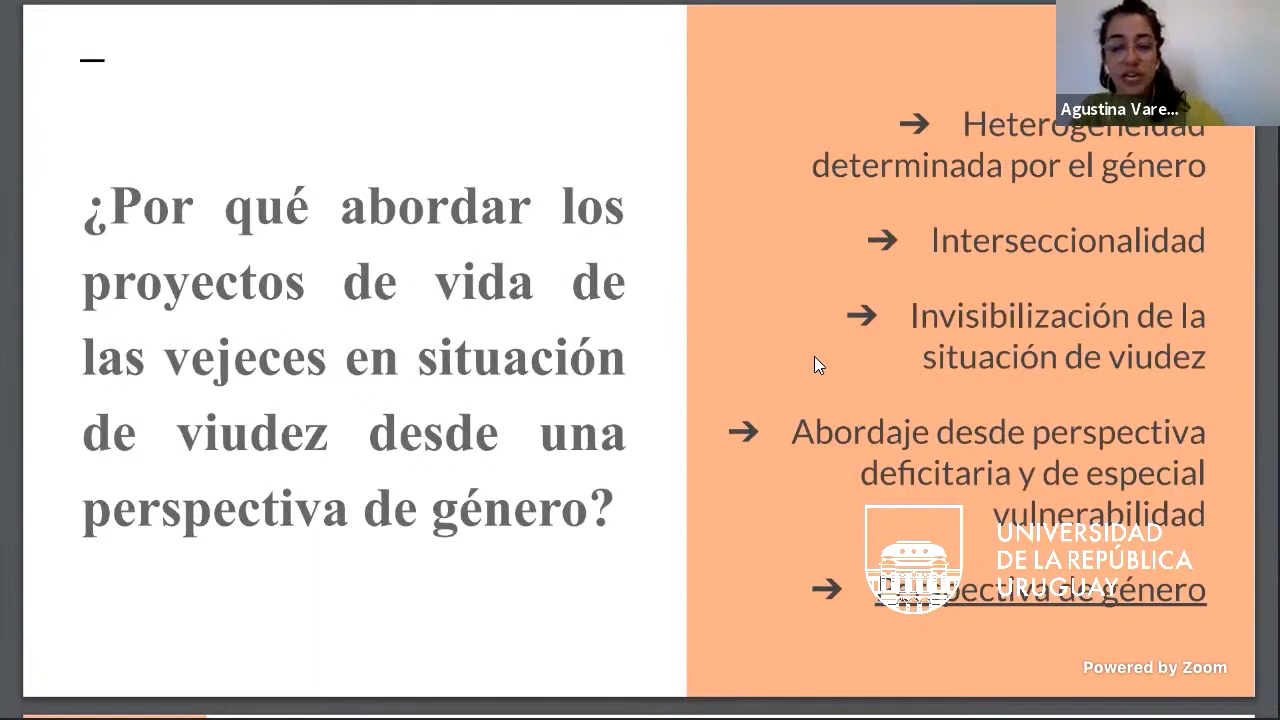 ¿Por qué abordar los
proyectos de vida de
las vejeces en situación
de viudez desde una
perspectiva de género?
Agustina Vare...
➔ Heterogeneidad
determinada por el género
➔ Interseccionalidad
➔ Invisibilización de la
situación de viudez
➔ Abordaje desde perspectiva
deficitaria y de especial
vulnerabilidad
➔ Perspectiva de género
UNIVERSIDAD
DE LA REPÚBLICA
URUGUAY
Powered by Zoom